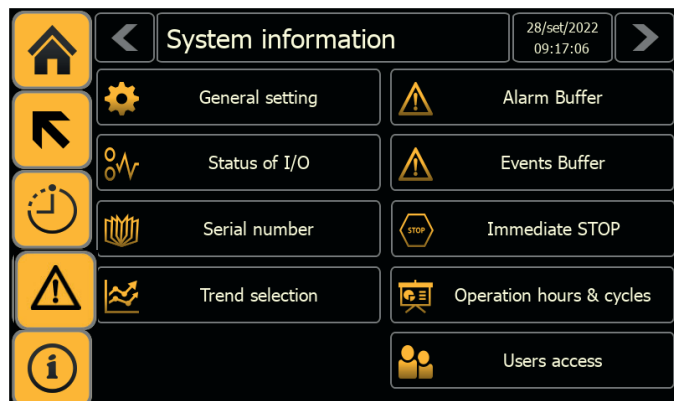 System information
28/set/2022
09:17:06
General setting
Alarm Buffer
Status of I/O
Events Buffer
Serial number
STOP
Immediate STOP
Trend selection
Operation hours & cycles
Users access